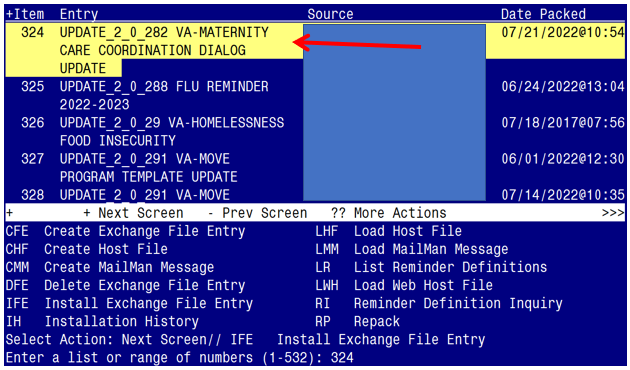 +Item  Entry                          Source                  Date Packed
  324  UPDATE_2_0_282 VA-MATERNITY                            07/21/2022@10:54
       CARE COORDINATION DIALOG
       UPDATE
  325  UPDATE_2_0_288 FLU REMINDER                            06/24/2022@13:04
       2022-2023
  326  UPDATE_2_0_29 VA-HOMELESSNESS                          07/18/2017@07:56
       FOOD INSECURITY
  327  UPDATE_2_0_291 VA-MOVE                                 06/01/2022@12:30
       PROGRAM TEMPLATE UPDATE
  328  UPDATE_2_0_291 VA-MOVE                                 07/14/2022@10:35
+         + Next Screen   - Prev Screen   ?? More Actions                  >>>
CFE  Create Exchange File Entry        LHF  Load Host File
CHF  Create Host File                  LMM  Load MailMan Message
CMM  Create MailMan Message            LR   List Reminder Definitions
DFE  Delete Exchange File Entry        LWH  Load Web Host File
IFE  Install Exchange File Entry       RI   Reminder Definition Inquiry
IH   Installation History              RP   Repack
Select Action: Next Screen// IFE   Install Exchange File Entry
Enter a list or range of numbers (1-532): 324